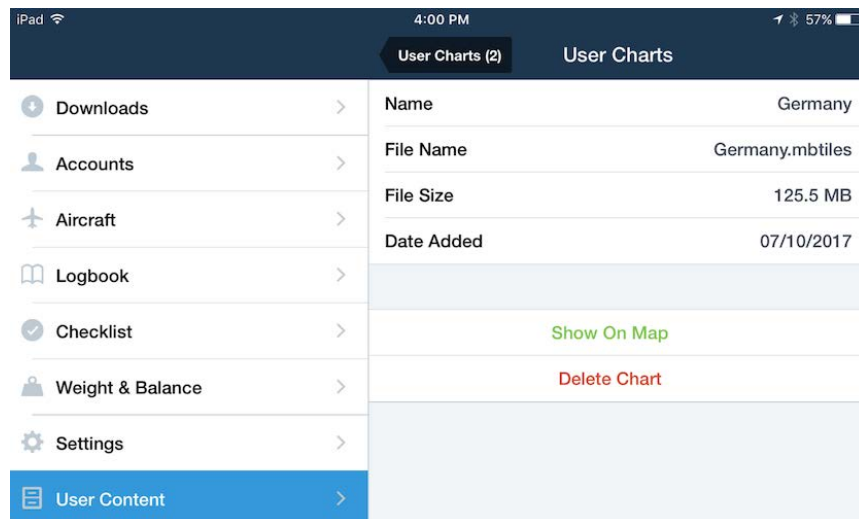 iPad 4:00 PM 57%
User Charts (2) User Charts
Downloads
Accounts
Aircraft
Logbook
Checklist
Weight & Balance
Settings
User Content
Name Germany
File Name Germany.mbtiles
File Size 125.5 MB
Date Added 07/10/2017
Show On Map
Delete Chart